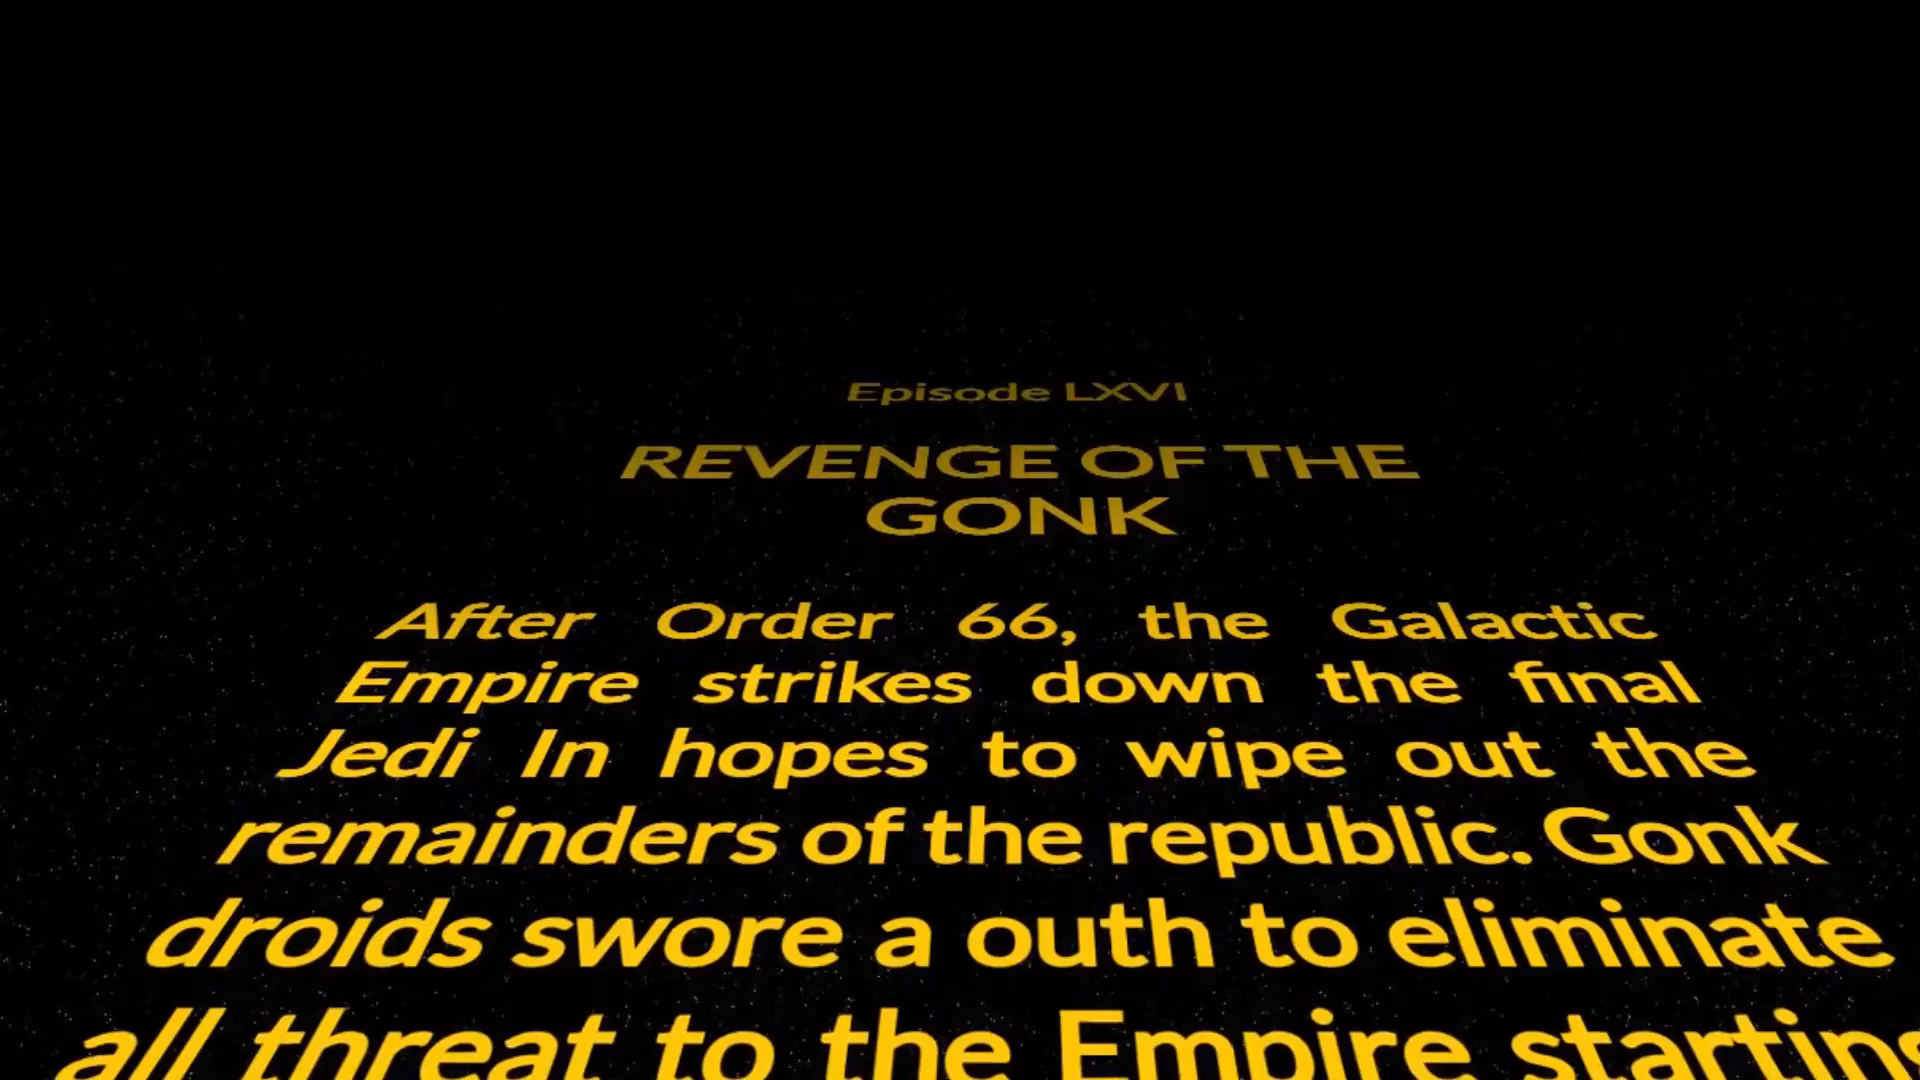 Episode LXVI
REVENGE OF THE
GONK
After Order 66, the Galactic
Empire strikes down the final
Jedi In hopes to wipe out the
remainders of the republic. Gonk
droids swore a outh to eliminate
all threat to the Empire starting